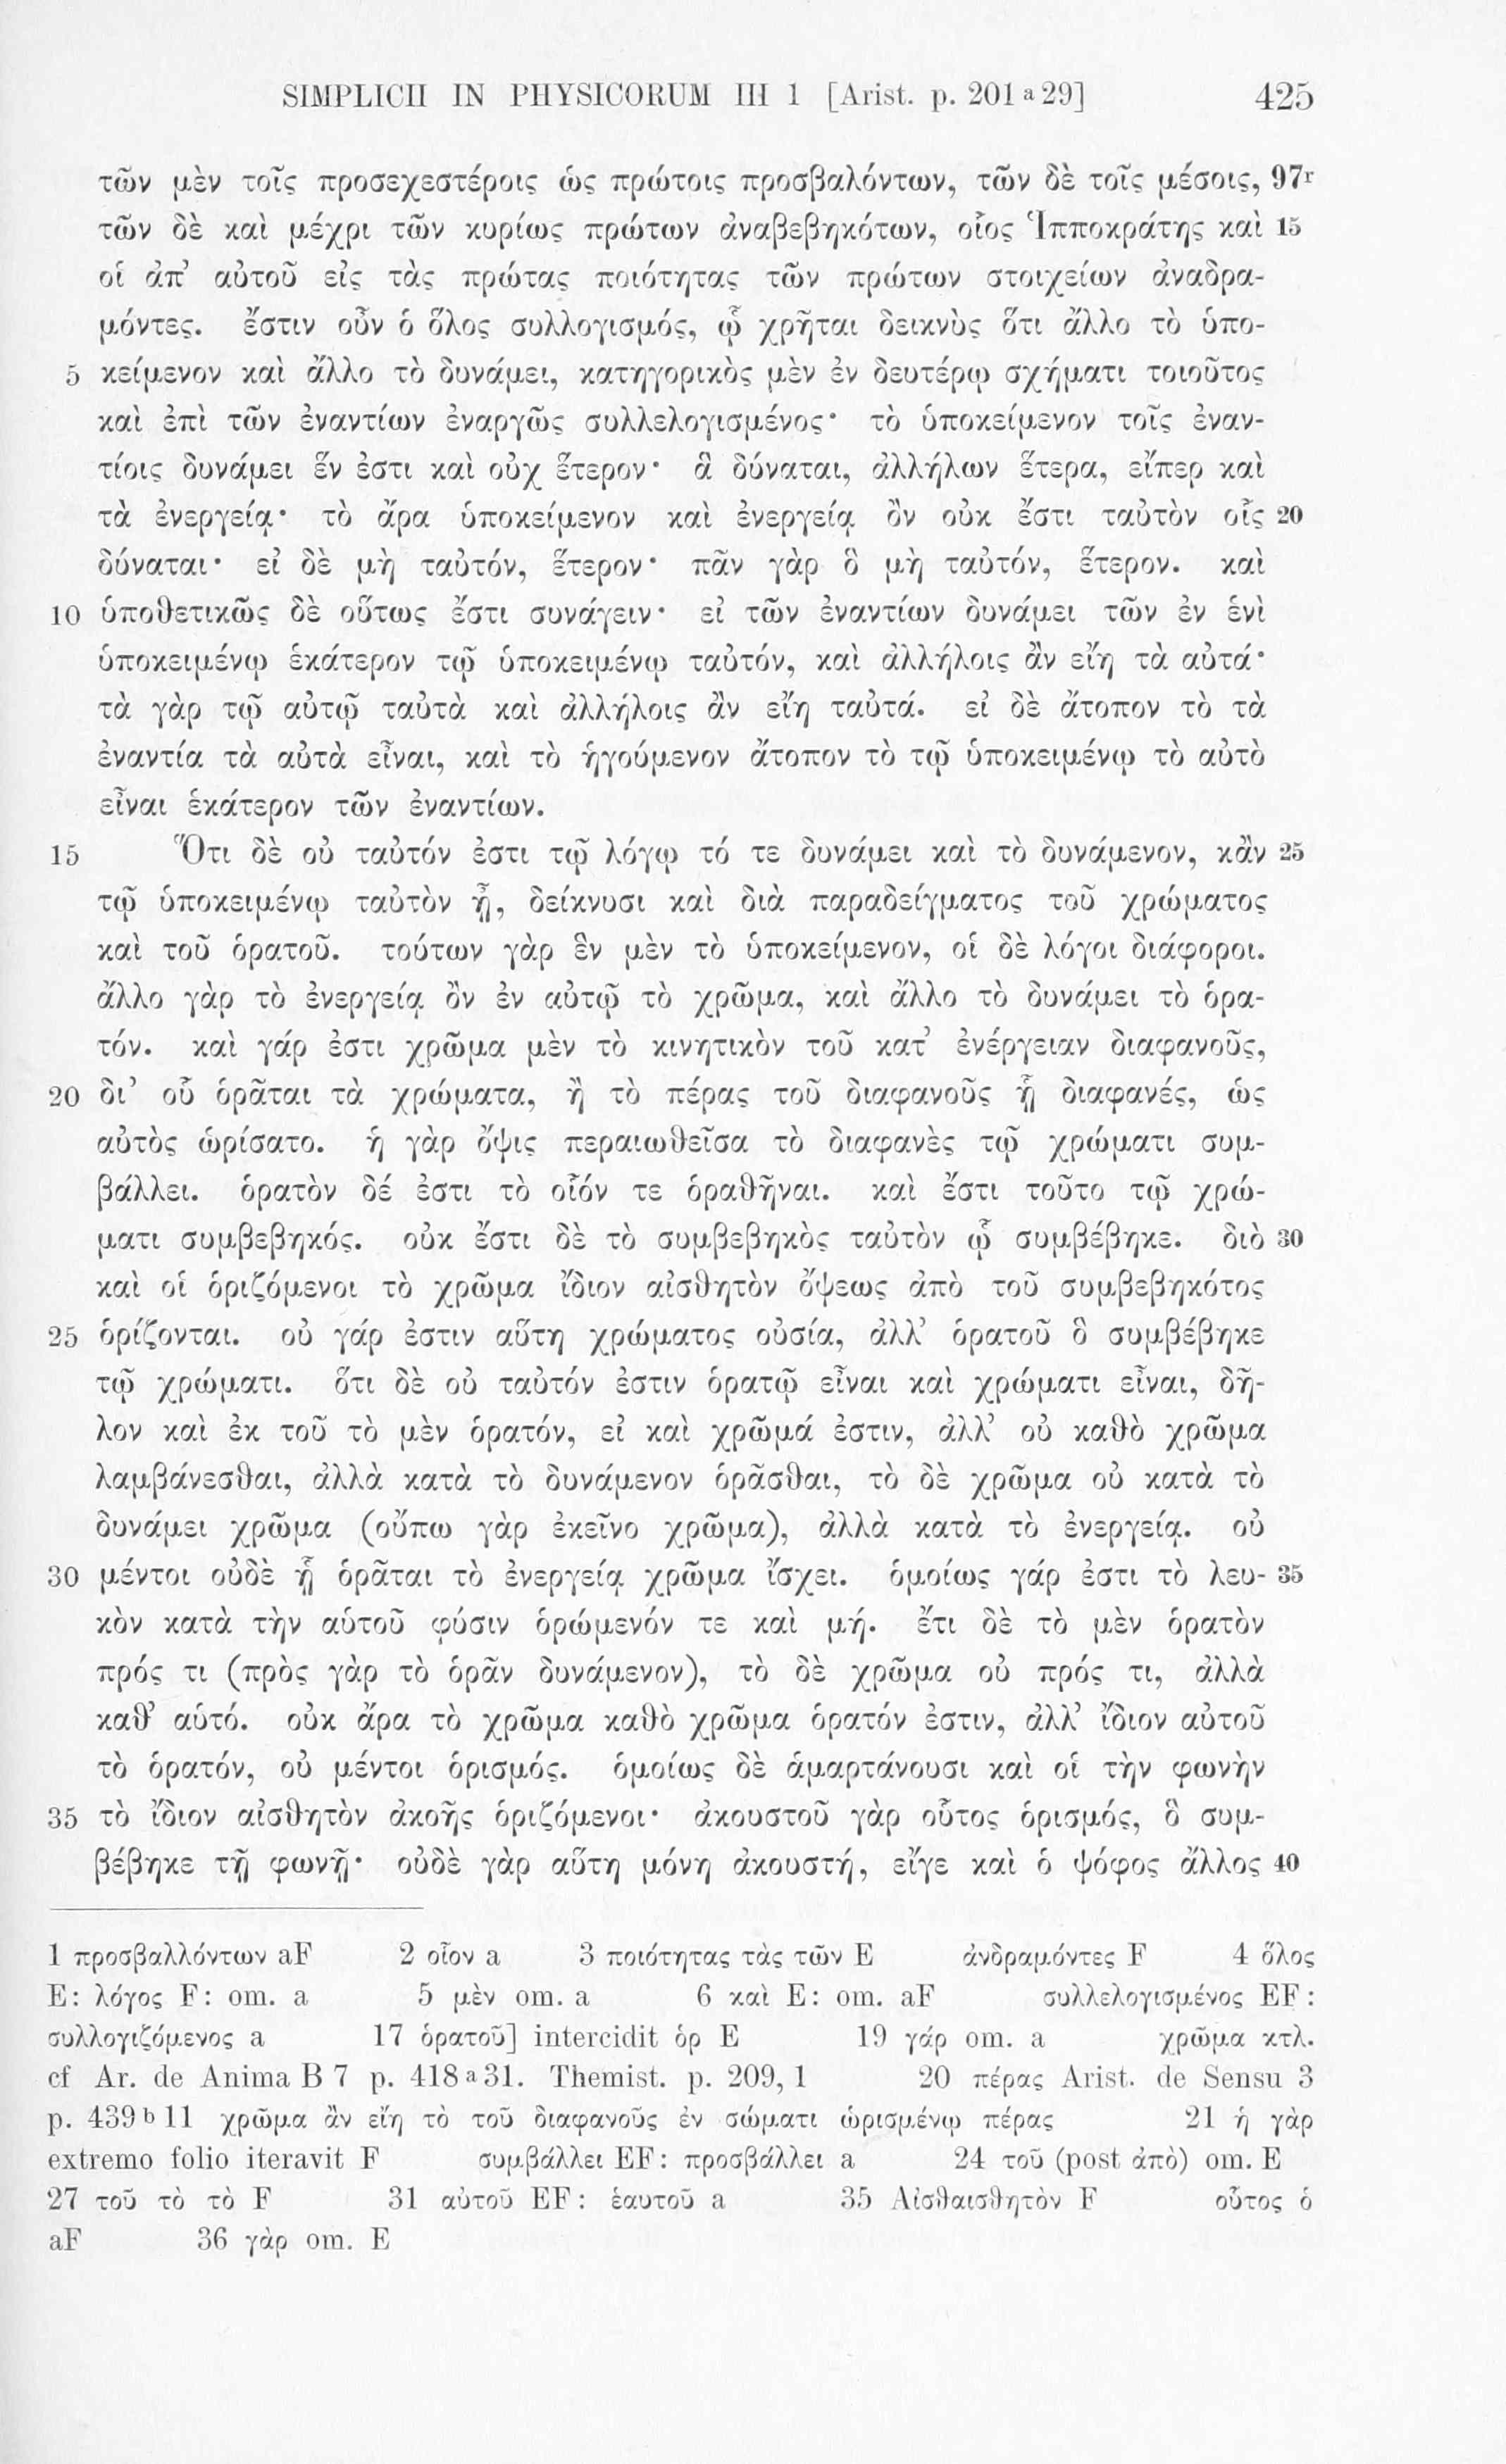 SIMPLICII IN PHYSICORUM III 1 [Arist. p. 201 a 29] 425
τῶν μὲν τοῖς προσεχεστέροις ὡς πρώτοις προσβαλόντων, τῶν δὲ τοῖς μέσοις, 97r
τῶν δὲ καὶ μέχρι τῶν κυρίως πρώτων ἀναβεβηκότων, οἷος Ἱπποκράτης καὶ 15
οἱ ἀπ’ αὐτοῦ εἰς τὰς πρώτας ποιότητας τῶν πρώτων στοιχείων ἀναδρα-
μόντες. ἔστιν οὖν ὁ ὅλος συλλογισμός, ᾧ χρῆται δεικνὺς ὅτι ἄλλο τὸ ὑπο-
5 κείμενον καὶ ἄλλο τὸ δυνάμει, κατηγορικὸς μὲν ἐν δευτέρῳ σχήματι τοιοῦτος
καὶ ἐπὶ τῶν ἐναντίων ἐναργῶς συλλελογισμένος· τὸ ὑποκείμενον τοῖς ἐναν-
τίοις δυνάμει ἕν ἐστι καὶ οὐχ ἕτερον· ἃ δύναται, ἀλλήλων ἕτερα, εἴπερ καὶ
τὰ ἐνεργείᾳ· τὸ ἄρα ὑποκείμενον καὶ ἐνεργείᾳ ὂν οὐκ ἔστι ταὐτὸν οἷς 20
δύναται· εἰ δὲ μὴ ταὐτόν, ἕτερον· πᾶν γὰρ ὃ μὴ ταὐτόν, ἕτερον. καὶ
10 ὑποθετικῶς δὲ οὕτως ἔστι συνάγειν· εἰ τῶν ἐναντίων δυνάμει τῶν ἐν ἑνὶ
ὑποκειμένῳ ἑκάτερον τῷ ὑποκειμένῳ ταὐτόν, καὶ ἀλλήλοις ἂν εἴη τὰ αὐτά·
τὰ γὰρ τῷ αὐτῷ ταὐτὰ καὶ ἀλλήλοις ἂν εἴη ταὐτά. εἰ δὲ ἄτοπον τὸ τὰ
ἐναντία τὰ αὐτὰ εἶναι, καὶ τὸ ἡγούμενον ἄτοπον τὸ τῷ ὑποκειμένῳ τὸ αὐτὸ
εἶναι ἑκάτερον τῶν ἐναντίων.
15 Ὅτι δὲ οὐ ταὐτόν ἐστι τῷ λόγῳ τό τε δυνάμει καὶ τὸ δυνάμενον, κἂν 25
τῷ ὑποκειμένῳ ταὐτὸν ᾖ, δείκνυσι καὶ διὰ παραδείγματος τοῦ χρώματος
καὶ τοῦ ὁρατοῦ. τούτων γὰρ ἓν μὲν τὸ ὑποκείμενον, οἱ δὲ λόγοι διάφοροι.
ἄλλο γὰρ τὸ ἐνεργείᾳ ὂν ἐν αὐτῷ τὸ χρῶμα, καὶ ἄλλο τὸ δυνάμει τὸ ὁρα-
τόν. καὶ γάρ ἐστι χρῶμα μὲν τὸ κινητικὸν τοῦ κατ’ ἐνέργειαν διαφανοῦς,
20 δι’ οὗ ὁρᾶται τὰ χρώματα, ἢ τὸ πέρας τοῦ διαφανοῦς ᾗ διαφανές, ὡς
αὐτὸς ὡρίσατο. ἡ γὰρ ὄψις περαιωθεῖσα τὸ διαφανὲς τῷ χρώματι συμ-
βάλλει. ὁρατὸν δέ ἐστι τὸ οἷόν τε ὁραθῆναι. καὶ ἔστι τοῦτο τῷ χρώ-
ματι συμβεβηκός. οὐκ ἔστι δὲ τὸ συμβεβηκὸς ταὐτὸν ᾧ συμβέβηκε. διὸ 30
καὶ οἱ ὁριζόμενοι τὸ χρῶμα ἴδιον αἰσθητὸν ὄψεως ἀπὸ τοῦ συμβεβηκότος
25 ὁρίζονται. οὐ γάρ ἐστιν αὕτη χρώματος οὐσία, ἀλλ’ ὁρατοῦ ὃ συμβέβηκε
τῷ χρώματι. ὅτι δὲ οὐ ταὐτόν ἐστιν ὁρατῷ εἶναι καὶ χρώματι εἶναι, δῆ-
λον καὶ ἐκ τοῦ τὸ μὲν ὁρατόν, εἰ καὶ χρῶμά ἐστιν, ἀλλ’ οὐ καθὸ χρῶμα
λαμβάνεσθαι, ἀλλὰ κατὰ τὸ δυνάμενον ὁρᾶσθαι, τὸ δὲ χρῶμα οὐ κατὰ τὸ
δυνάμει χρῶμα (οὔπω γὰρ ἐκεῖνο χρῶμα), ἀλλὰ κατὰ τὸ ἐνεργείᾳ. οὐ
30 μέντοι οὐδὲ ᾗ ὁρᾶται τὸ ἐνεργείᾳ χρῶμα ἴσχει. ὁμοίως γάρ ἐστι τὸ λευ- 35
κὸν κατὰ τὴν αὑτοῦ φύσιν ὁρώμενόν τε καὶ μή. ἔτι δὲ τὸ μὲν ὁρατὸν
πρός τι (πρὸς γὰρ τὸ ὁρᾶν δυνάμενον), τὸ δὲ χρῶμα οὐ πρός τι, ἀλλὰ
καθ’ αὑτό. οὐκ ἄρα τὸ χρῶμα καθὸ χρῶμα ὁρατόν ἐστιν, ἀλλ’ ἴδιον αὐτοῦ
τὸ ὁρατόν, οὐ μέντοι ὁρισμός. ὁμοίως δὲ ἁμαρτάνουσι καὶ οἱ τὴν φωνὴν
35 τὸ ἴδιον αἰσθητὸν ἀκοῆς ὁριζόμενοι· ἀκουστοῦ γὰρ οὗτος ὁρισμός, ὃ συμ-
βέβηκε τῇ φωνῇ· οὐδὲ γὰρ αὕτη μόνη ἀκουστή, εἴγε καὶ ὁ ψόφος ἄλλος 40
1 προσβαλλόντων aF 2 οἷον a 3 ποιότητας τὰς τῶν E ἀνδραμόντες F 4 ὅλος
E: λόγος F: om. a 5 μὲν om. a 6 καὶ E: om. aF συλλελογισμένος EF:
συλλογιζόμενος a 17 ὁρατοῦ] intercidit ὁρ E 19 γάρ om. a χρῶμα κτλ.
cf Ar. de Anima B 7 p. 418 a 31. Themist. p. 209, 1 20 πέρας Arist. de Sensu 3
p. 439 b 11 χρῶμα ἂν εἴη τὸ τοῦ διαφανοῦς ἐν σώματι ὡρισμένῳ πέρας 21 ἡ γὰρ
extremo folio iteravit F συμβάλλει EF: προσβάλλει a 24 τοῦ (post ἀπὸ) om. E
27 τοῦ τὸ τὸ F 31 αὑτοῦ EF: ἑαυτοῦ a 35 Αἰσθαισθητὸν F οὗτος ὁ
aF 36 γὰρ om. E